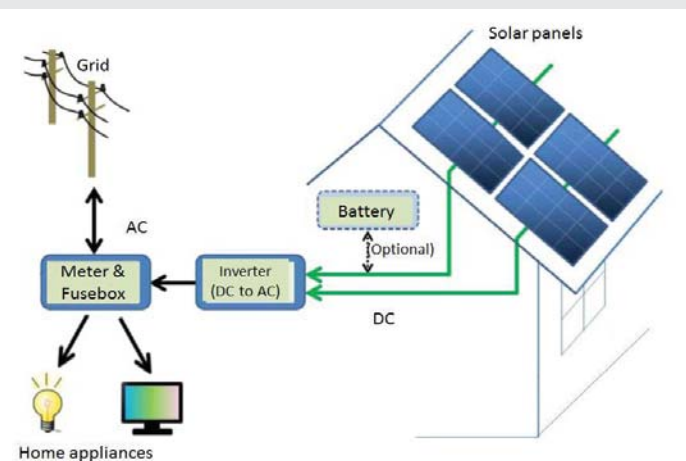 Solar panels
Grid
Battery
AC
(Optional)
Meter &
Fusebox
Inverter
(DC to AC)
DC
Home appliances